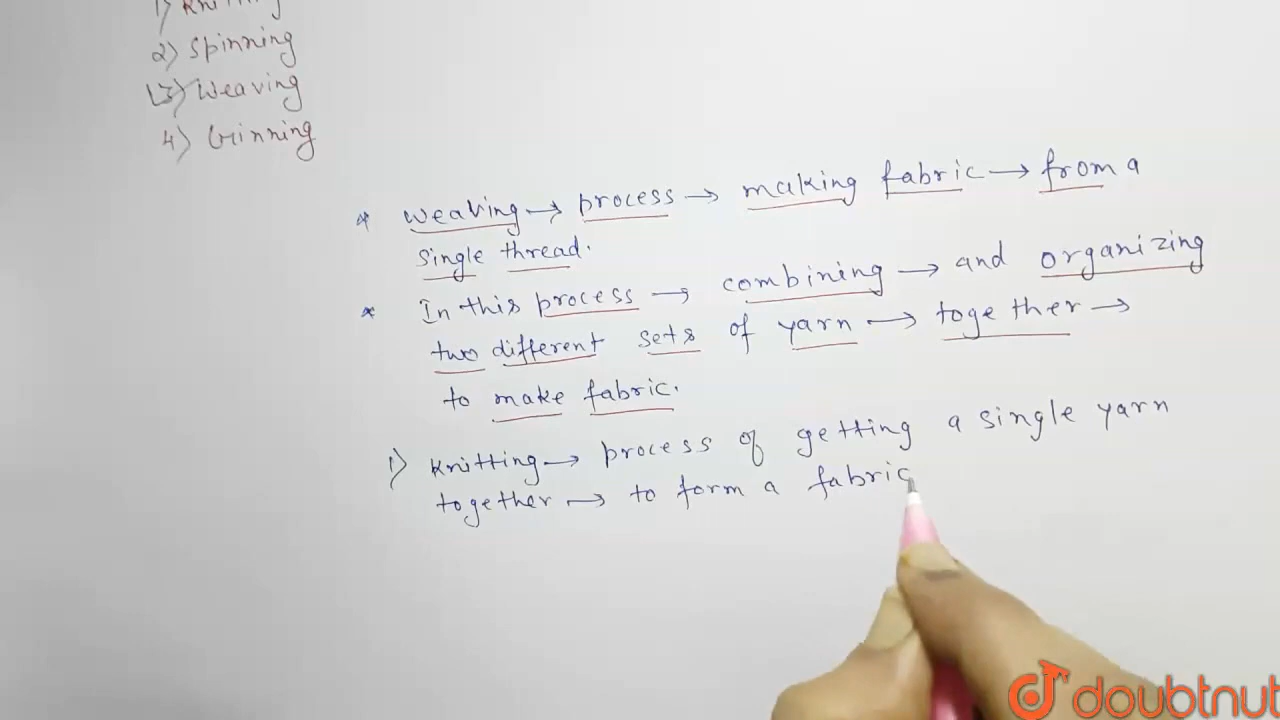 1) Knitting
2) Spinning
3) Weaving
4) Ginning
* weaving → process → making fabric → from a
single thread.
* In this process → combining → and organizing
two different sets of yarn → together →
to make fabric.
1) Knitting → process of getting a single yarn
together → to form a fabric
doubtnut